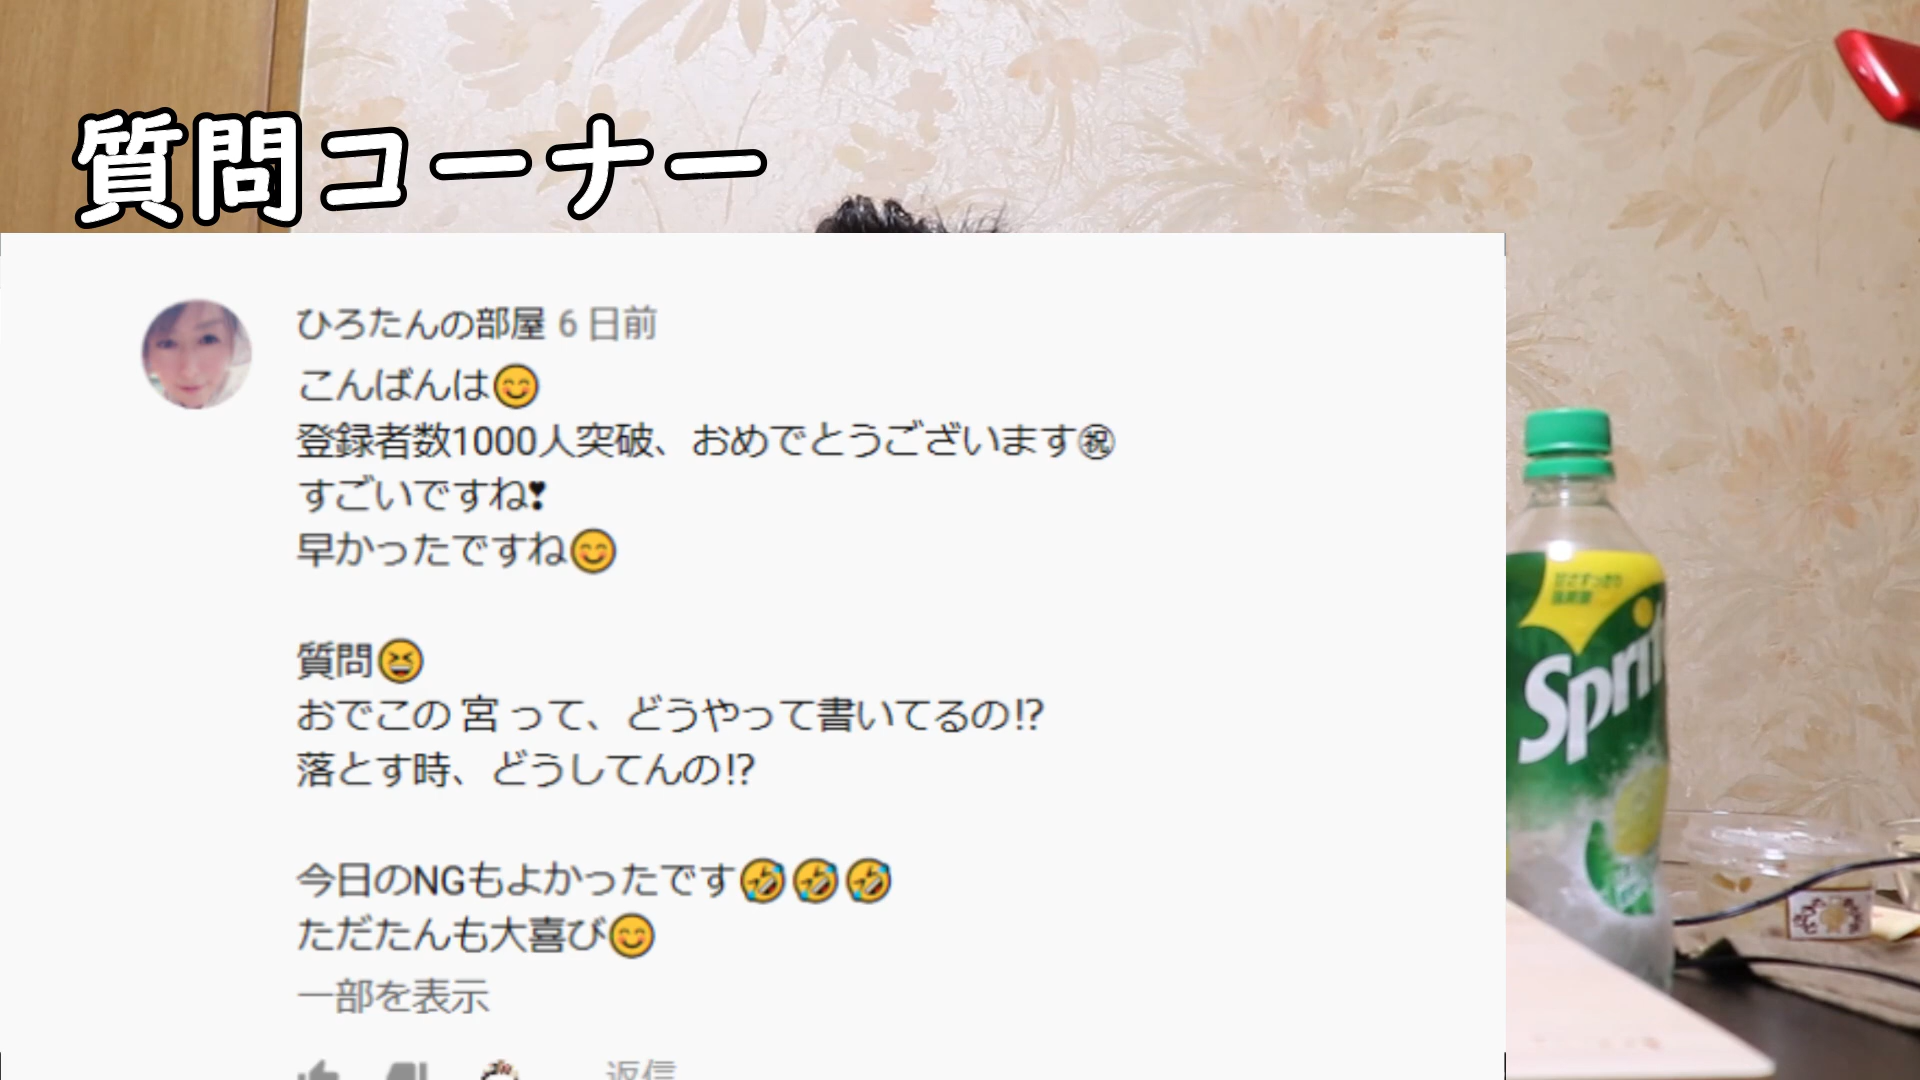 質問コーナー
ひろたんの部屋 6 日前
こんばんは😊
登録者数1000人突破、おめでとうございます㊗
すごいですね❣
早かったですね😊
質問😆
おでこの 宮 って、どうやって書いてるの⁉
落とす時、どうしてんの⁉
今日のNGもよかったです🤣🤣🤣
ただたんも大喜び😊
一部を表示
返信
Sprit